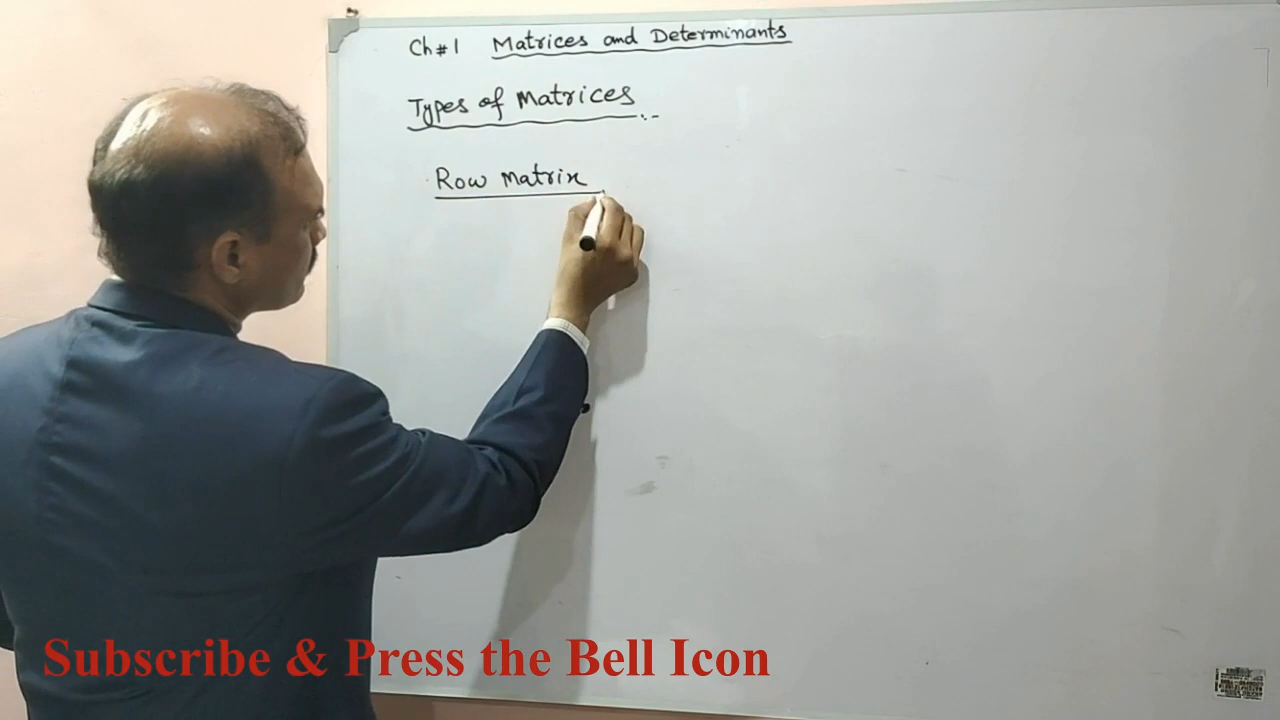 Ch # 1 Matrices and Determinants
Types of Matrices :-
Row Matrix
Subscribe & Press the Bell Icon